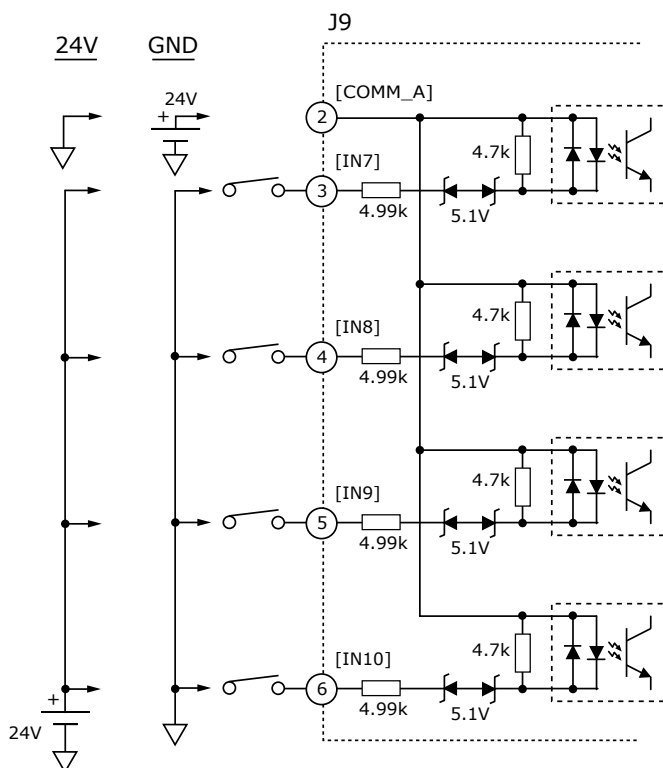 J9
24V GND
24V
+
[COMM_A]
2
4.7k
[IN7]
3
4.99k
5.1V
4.7k
[IN8]
4
4.99k
5.1V
4.7k
[IN9]
5
4.99k
5.1V
4.7k
[IN10]
6
4.99k
5.1V
+
24V